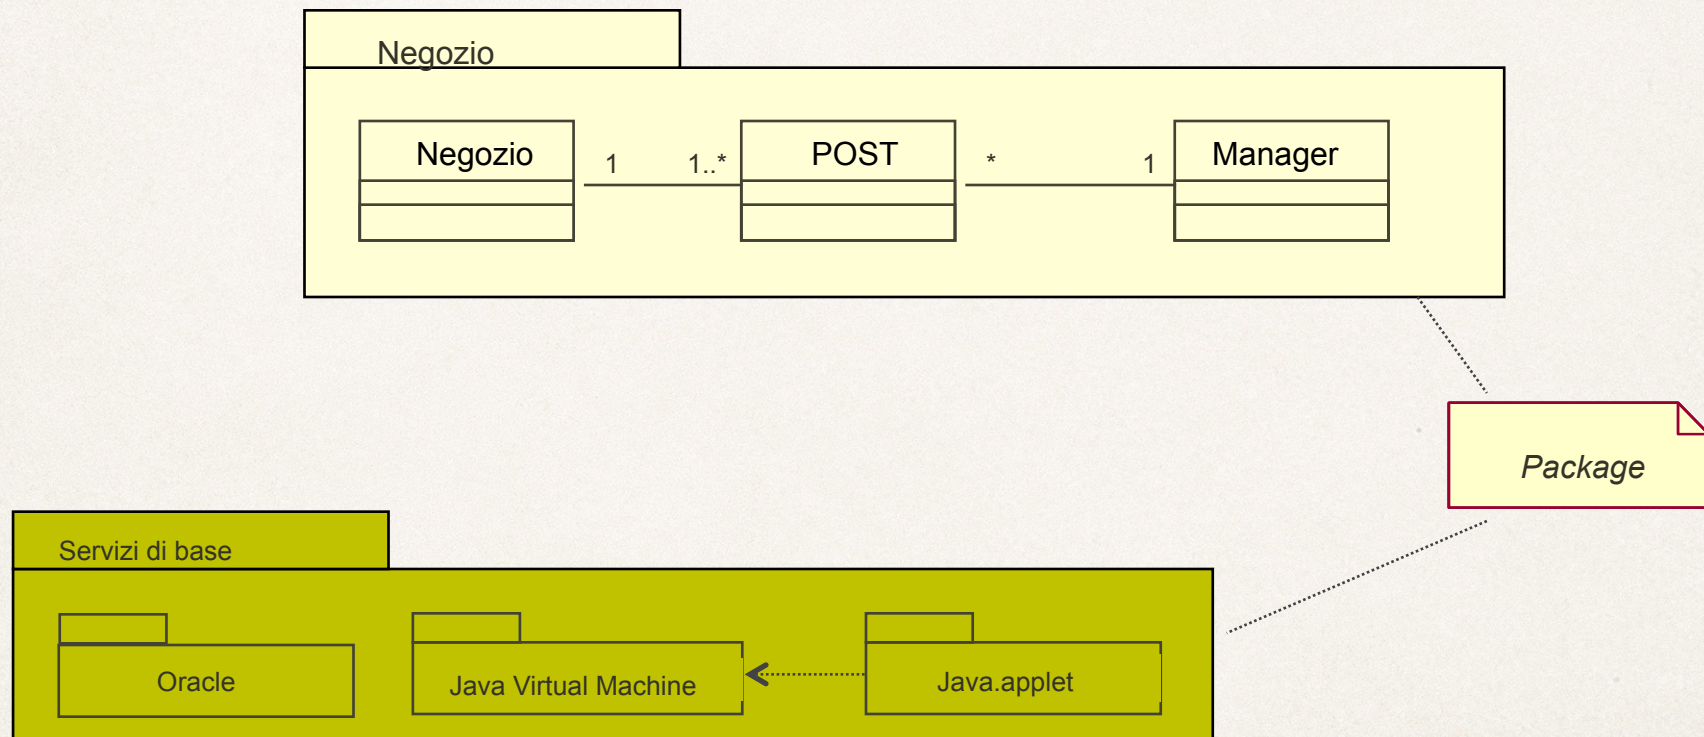 Negozio
Negozio 1 1..* POST * 1 Manager
Package
Servizi di base
Oracle Java Virtual Machine Java.applet